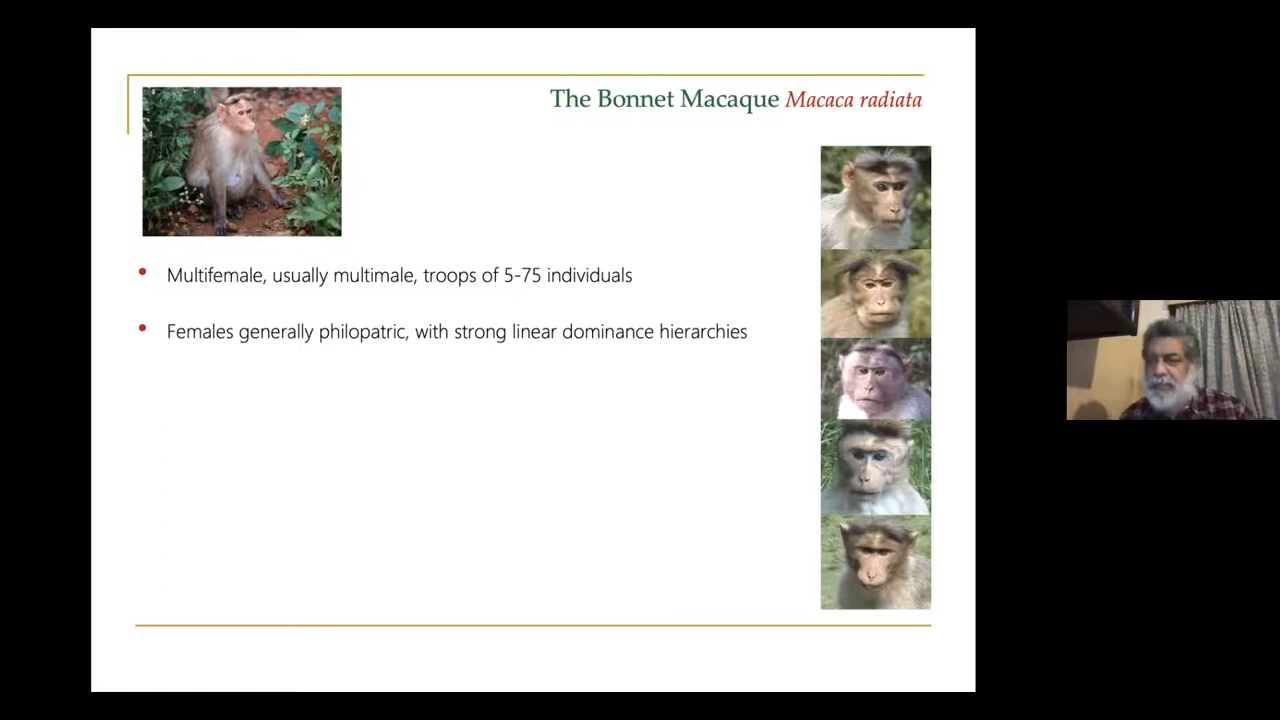 The Bonnet Macaque Macaca radiata
• Multifemale, usually multimale, troops of 5-75 individuals
• Females generally philopatric, with strong linear dominance hierarchies